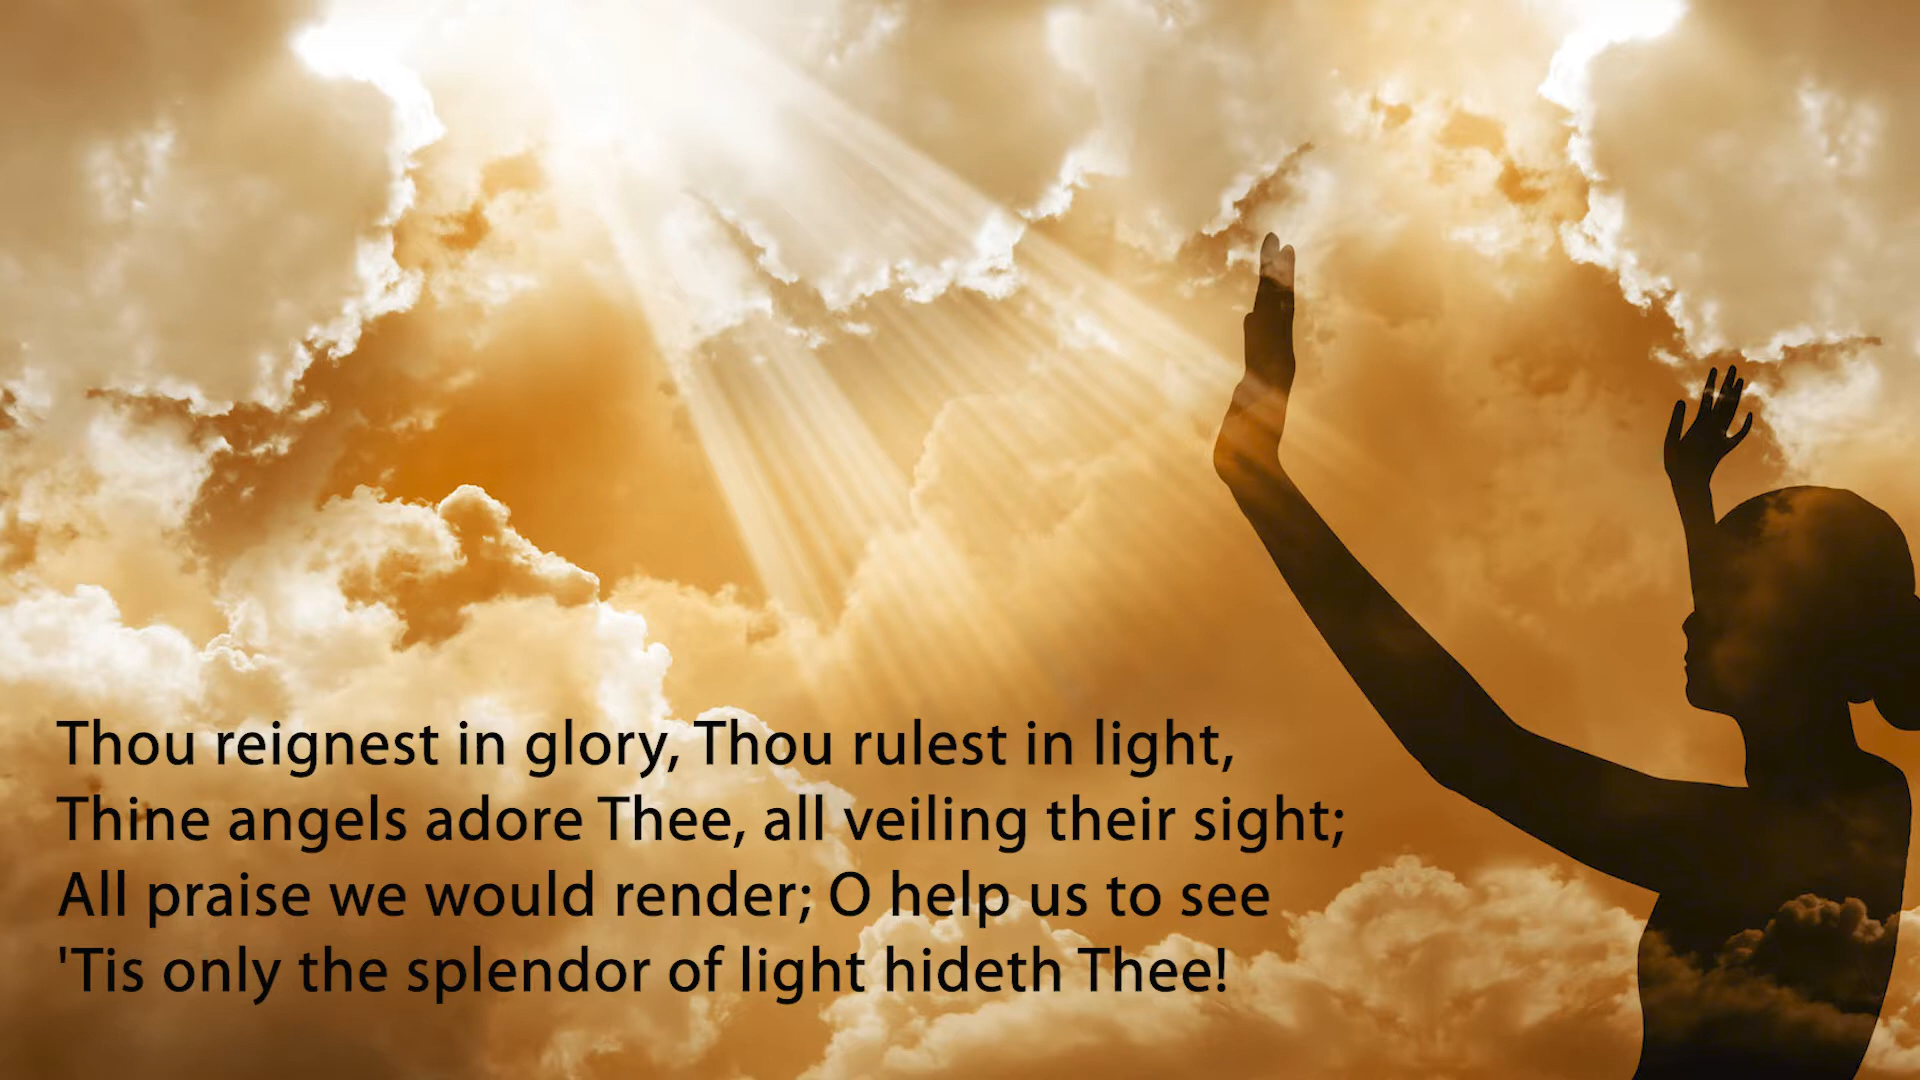 Thou reignest in glory, Thou rulest in light,
Thine angels adore Thee, all veiling their sight;
All praise we would render; O help us to see
'Tis only the splendor of light hideth Thee!